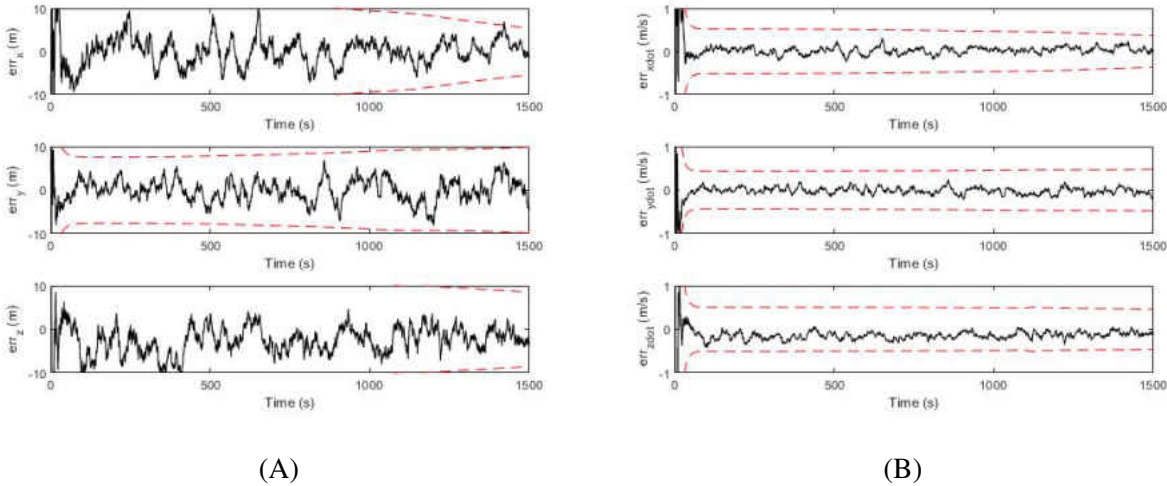 10
0
-10
err_x (m)
0 500 1000 1500
Time (s)
10
0
-10
err_y (m)
0 500 1000 1500
Time (s)
10
0
-10
err_z (m)
0 500 1000 1500
Time (s)
(A)
1
0
-1
err_xdot (m/s)
0 500 1000 1500
Time (s)
1
0
-1
err_ydot (m/s)
0 500 1000 1500
Time (s)
1
0
-1
err_zdot (m/s)
0 500 1000 1500
Time (s)
(B)